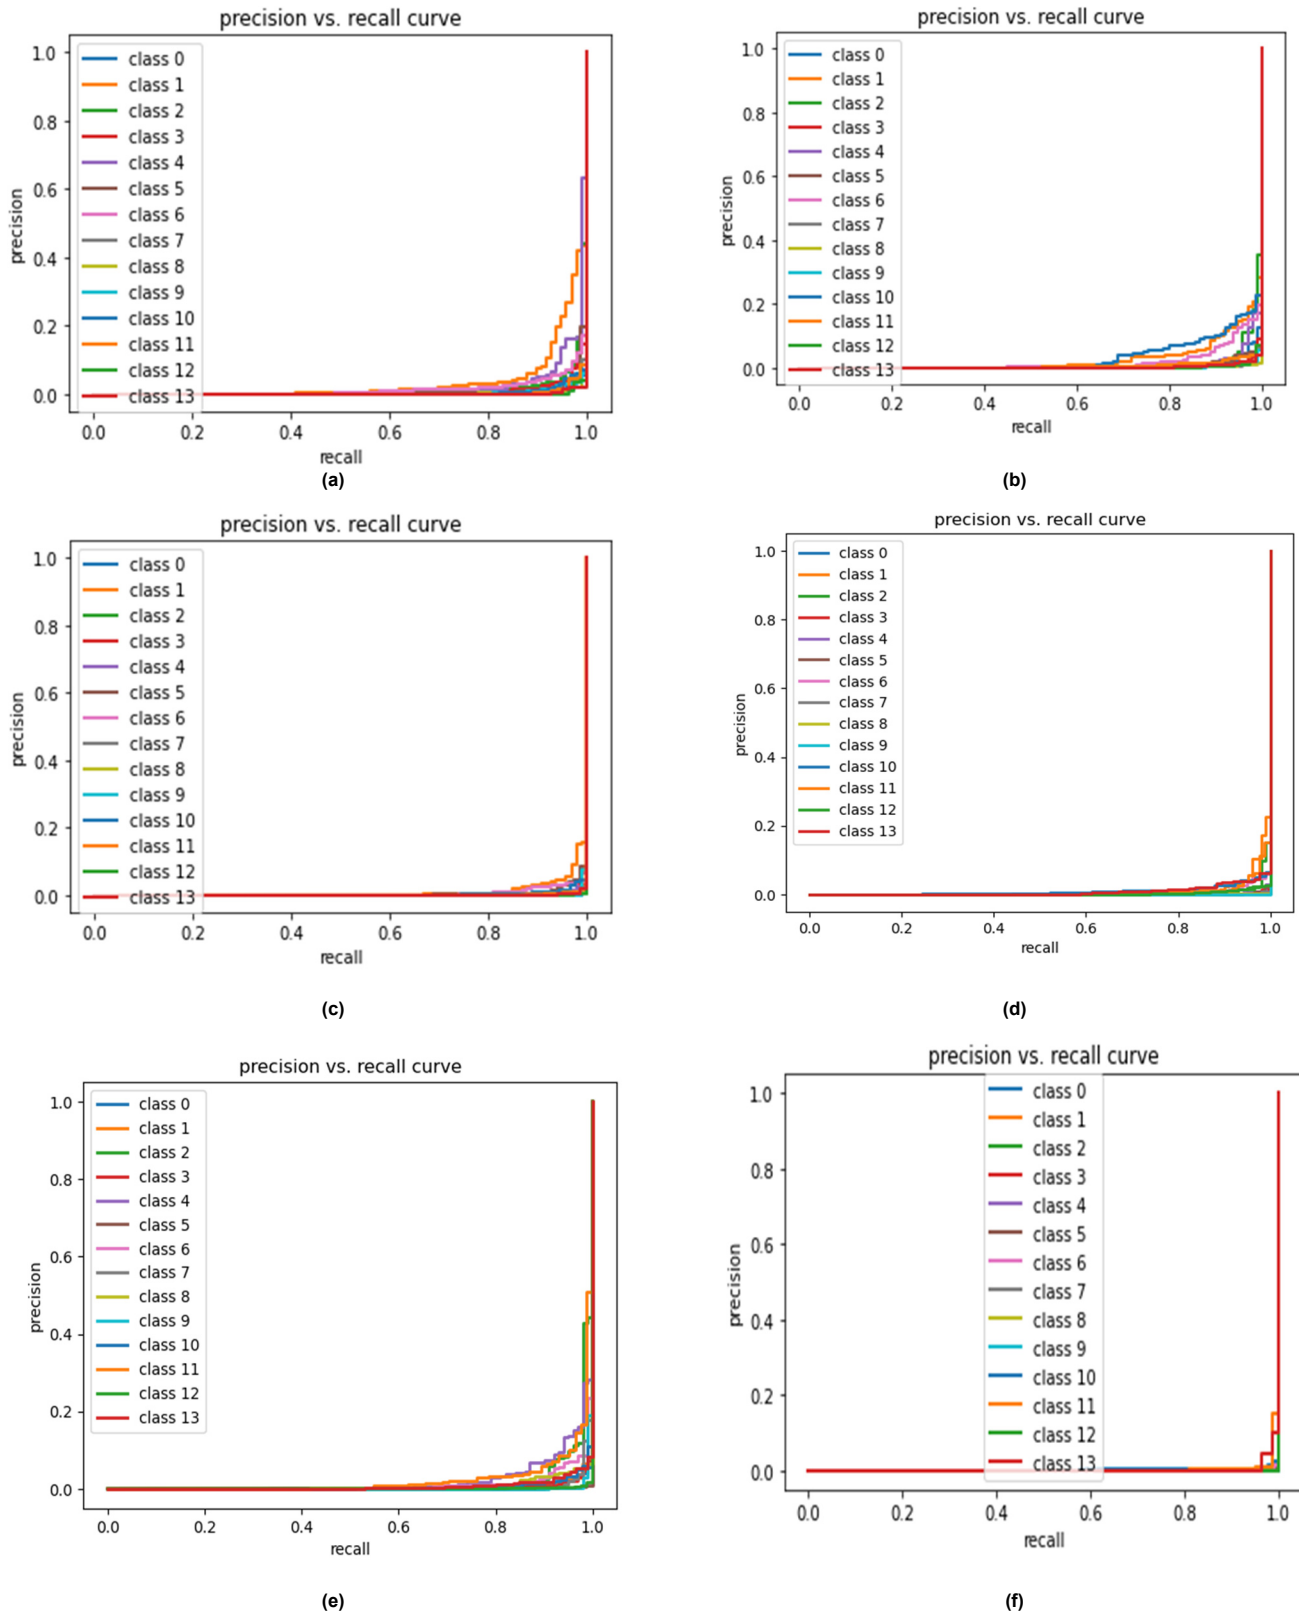 precision vs. recall curve
1.0
0.8
0.6
0.4
0.2
0.0
precision
class 0
class 1
class 2
class 3
class 4
class 5
class 6
class 7
class 8
class 9
class 10
class 11
class 12
class 13
0.0 0.2 0.4 0.6 0.8 1.0
recall
(a)
precision vs. recall curve
1.0
0.8
0.6
0.4
0.2
0.0
precision
class 0
class 1
class 2
class 3
class 4
class 5
class 6
class 7
class 8
class 9
class 10
class 11
class 12
class 13
0.0 0.2 0.4 0.6 0.8 1.0
recall
(b)
precision vs. recall curve
1.0
0.8
0.6
0.4
0.2
0.0
precision
class 0
class 1
class 2
class 3
class 4
class 5
class 6
class 7
class 8
class 9
class 10
class 11
class 12
class 13
0.0 0.2 0.4 0.6 0.8 1.0
recall
(c)
precision vs. recall curve
1.0
0.8
0.6
0.4
0.2
0.0
precision
class 0
class 1
class 2
class 3
class 4
class 5
class 6
class 7
class 8
class 9
class 10
class 11
class 12
class 13
0.0 0.2 0.4 0.6 0.8 1.0
recall
(d)
precision vs. recall curve
1.0
0.8
0.6
0.4
0.2
0.0
precision
class 0
class 1
class 2
class 3
class 4
class 5
class 6
class 7
class 8
class 9
class 10
class 11
class 12
class 13
0.0 0.2 0.4 0.6 0.8 1.0
recall
(e)
precision vs. recall curve
1.0
0.8
0.6
0.4
0.2
0.0
precision
class 0
class 1
class 2
class 3
class 4
class 5
class 6
class 7
class 8
class 9
class 10
class 11
class 12
class 13
0.0 0.2 0.4 0.6 0.8 1.0
recall
(f)